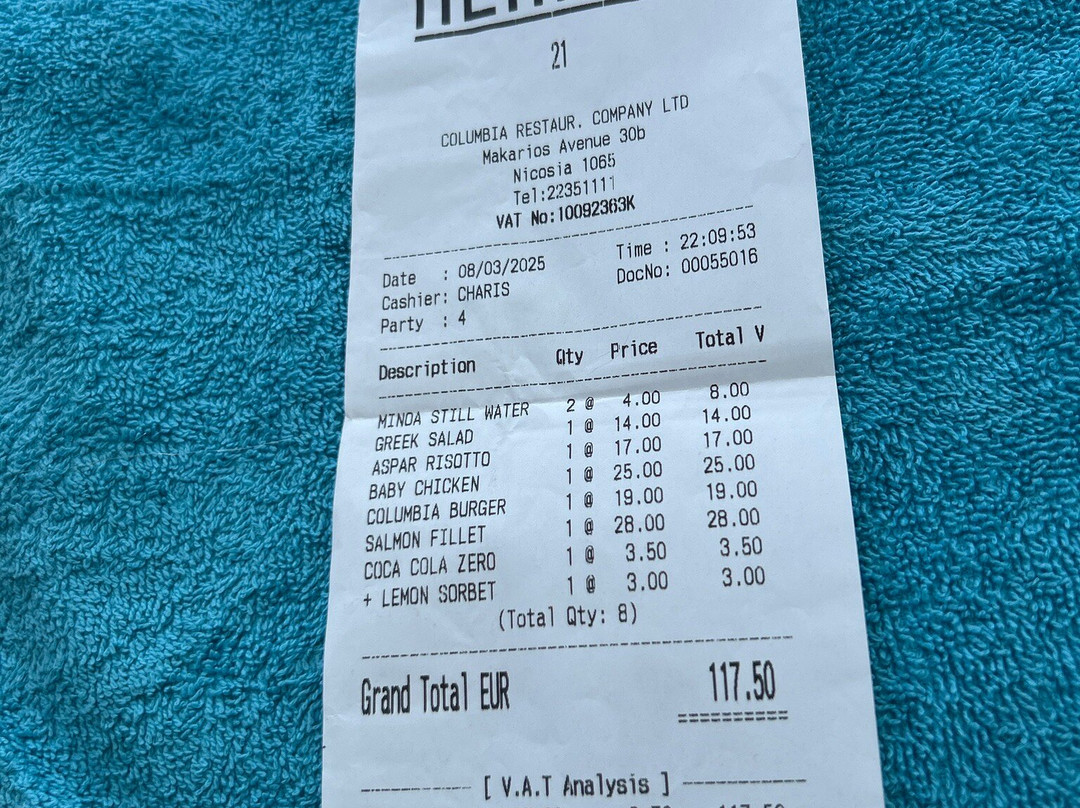 21
COLUMBIA RESTAUR. COMPANY LTD
Makarios Avenue 30b
Nicosia 1065
Tel:22351111
VAT No:10092363K
Date : 08/03/2025 Time : 22:09:53
Cashier: CHARIS DocNo: 00055016
Party : 4
Description Qty Price Total V
MINOA STILL WATER 2 @ 4.00 8.00
GREEK SALAD 1 @ 14.00 14.00
ASPAR RISOTTO 1 @ 17.00 17.00
BABY CHICKEN 1 @ 25.00 25.00
COLUMBIA BURGER 1 @ 19.00 19.00
SALMON FILLET 1 @ 28.00 28.00
COCA COLA ZERO 1 @ 3.50 3.50
+ LEMON SORBET 1 @ 3.00 3.00
(Total Qty: 8)
Grand Total EUR 117.50
[ V.A.T Analysis ]